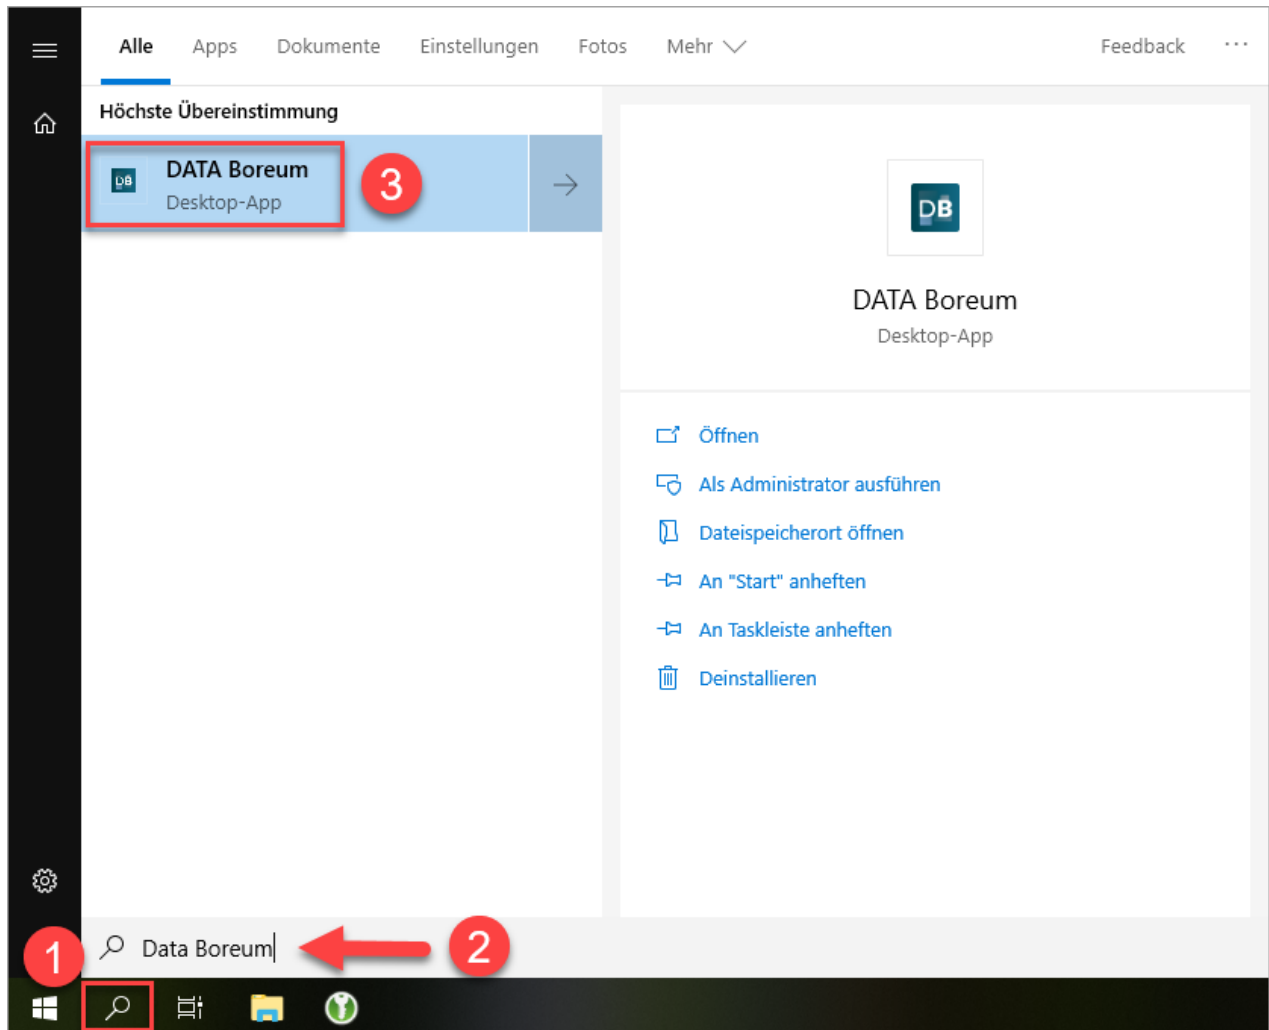 Alle Apps Dokumente Einstellungen Fotos Mehr Feedback ...
Höchste Übereinstimmung
DATA Boreum
Desktop-App
3
DB
DB
DATA Boreum
Desktop-App
Öffnen
Als Administrator ausführen
Dateispeicherort öffnen
An "Start" anheften
An Taskleiste anheften
Deinstallieren
1
Data Boreum
2